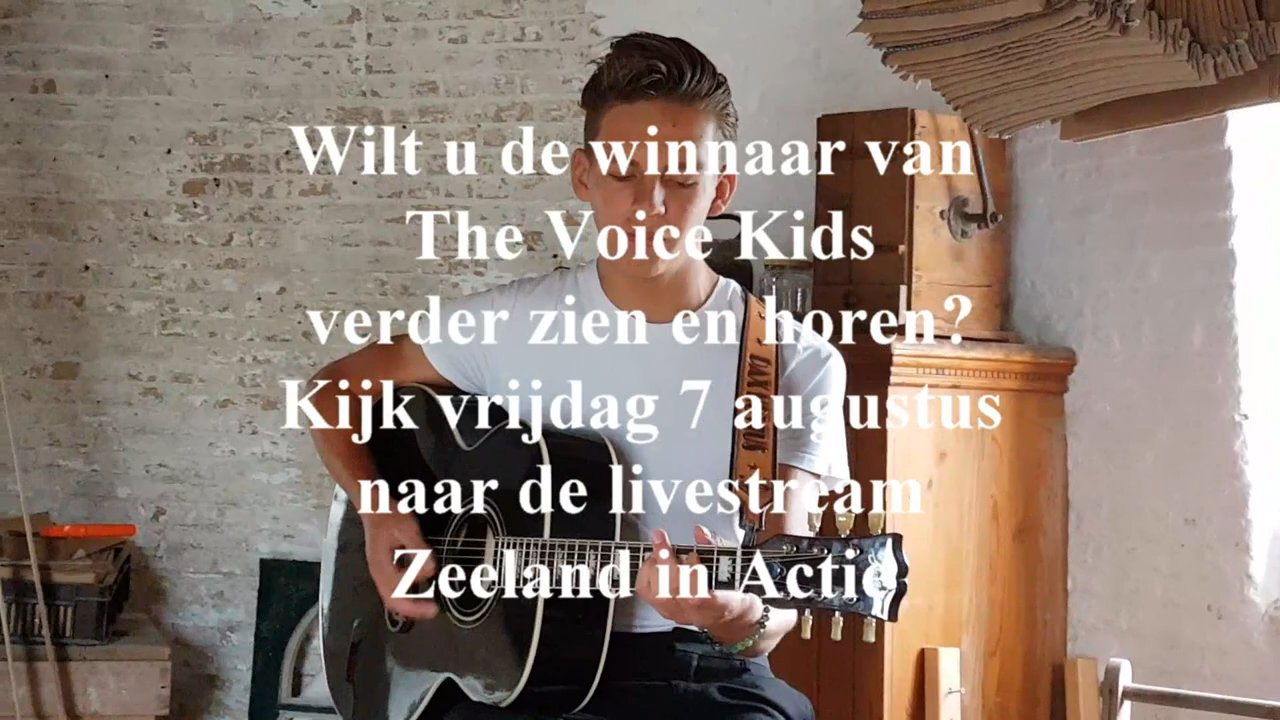 Wilt u de winnaar van
The Voice Kids
verder zien en horen?
Kijk vrijdag 7 augustus
naar de livestream
Zeeland in Actie